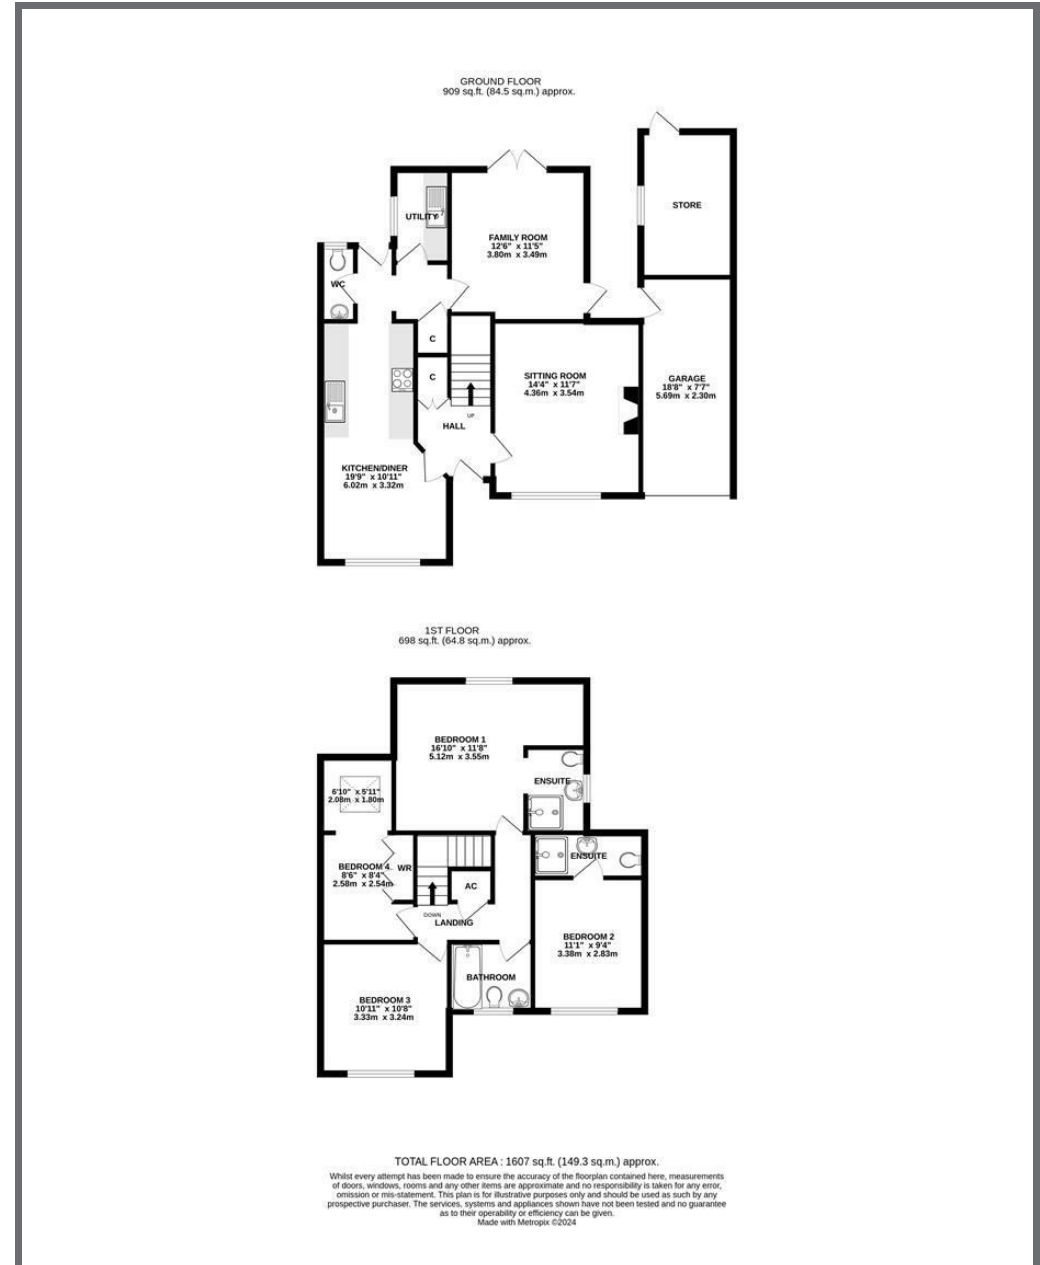 GROUND FLOOR
909 sq.ft. (84.5 sq.m.) approx.
STORE
UTILITY
FAMILY ROOM
12'6" x 11'5"
3.80m x 3.49m
WC
C
C
SITTING ROOM
14'4" x 11'7"
4.36m x 3.54m
GARAGE
18'8" x 7'7"
5.69m x 2.30m
UP
HALL
KITCHEN/DINER
19'9" x 10'11"
6.02m x 3.32m
1ST FLOOR
698 sq.ft. (64.8 sq.m.) approx.
BEDROOM 1
16'10" x 11'8"
5.12m x 3.55m
ENSUITE
6'10" x 5'11"
2.08m x 1.80m
ENSUITE
BEDROOM 4
8'6" x 8'4"
2.58m x 2.54m
WR
AC
DOWN
LANDING
BEDROOM 2
11'1" x 9'4"
3.38m x 2.83m
BATHROOM
BEDROOM 3
10'11" x 10'8"
3.33m x 3.24m
TOTAL FLOOR AREA : 1607 sq.ft. (149.3 sq.m.) approx.
Whilst every attempt has been made to ensure the accuracy of the floorplan contained here, measurements
of doors, windows, rooms and any other items are approximate and no responsibility is taken for any error,
omission or mis-statement. This plan is for illustrative purposes only and should be used as such by any
prospective purchaser. The services, systems and appliances shown have not been tested and no guarantee
as to their operability or efficiency can be given.
Made with Metropix ©2024